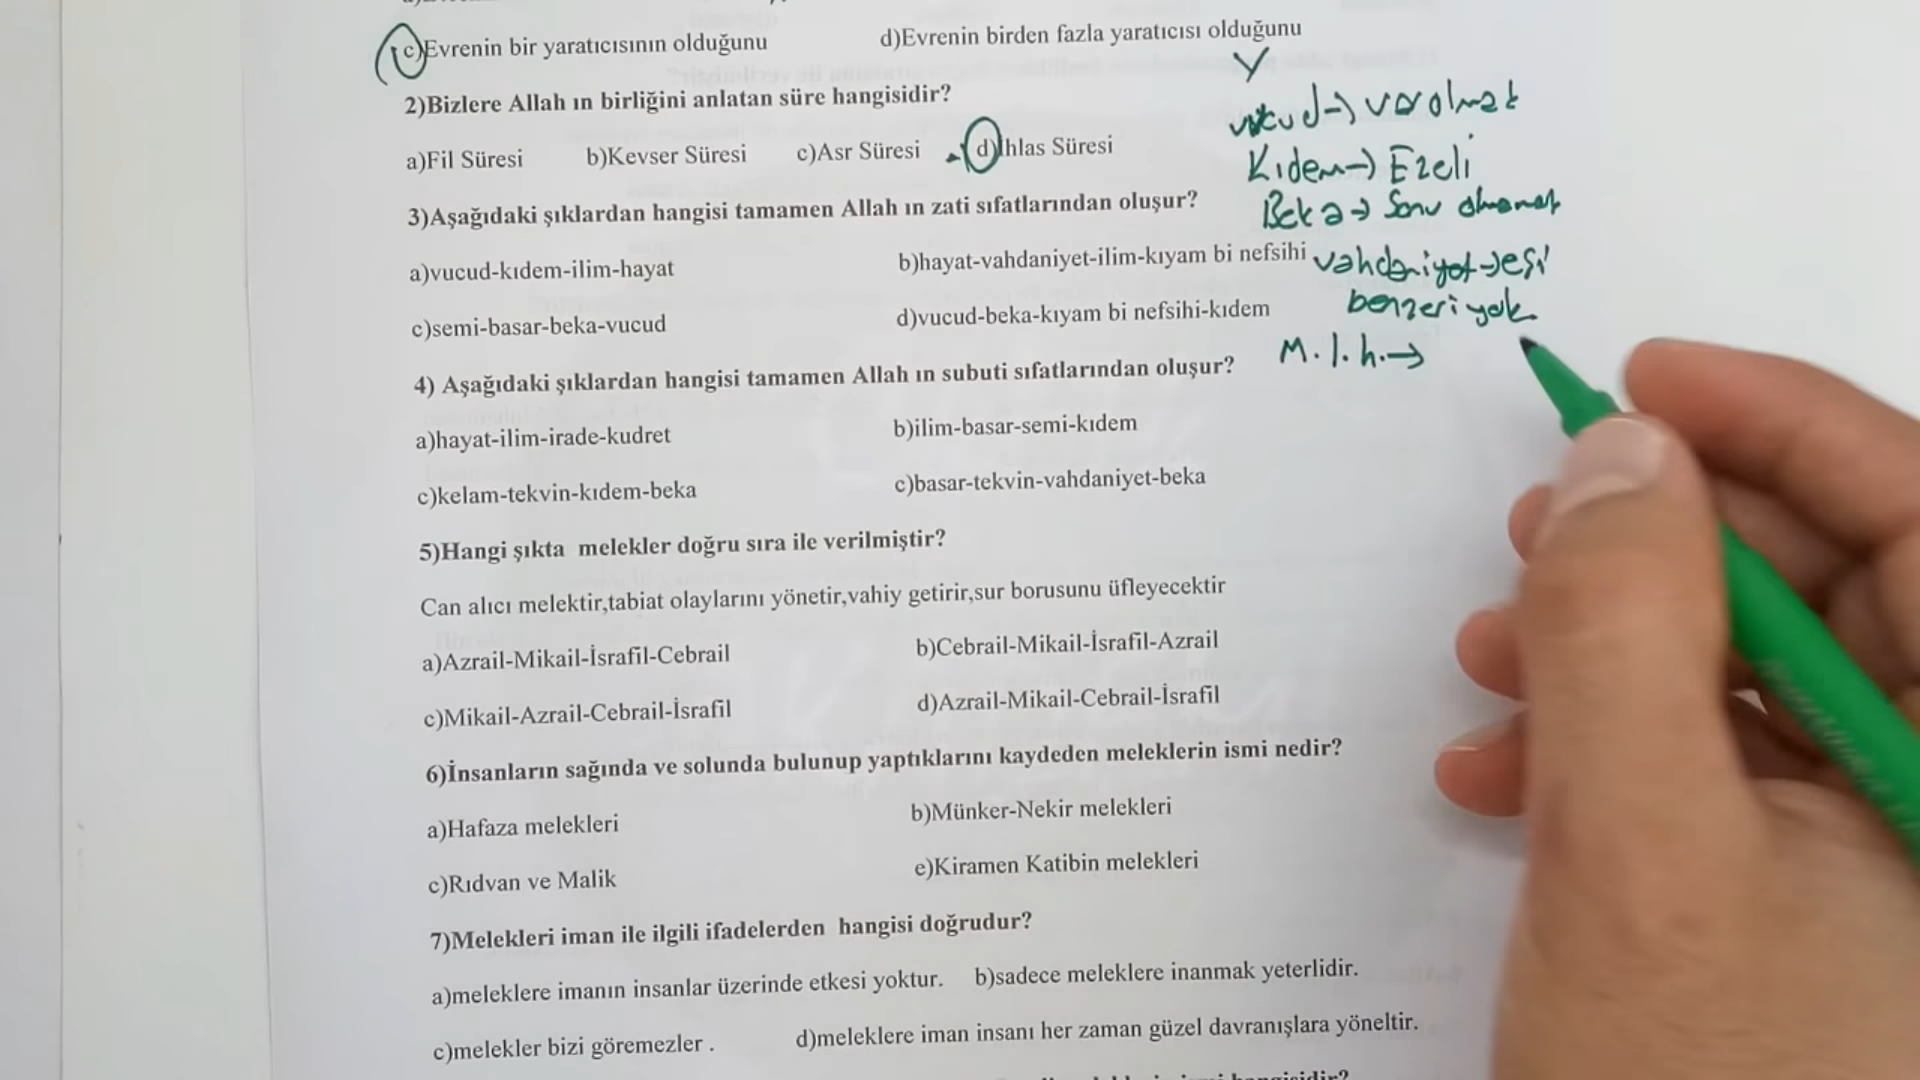 c)Evrenin bir yaratıcısının olduğunu
d)Evrenin birden fazla yaratıcısı olduğunu
2)Bizlere Allah ın birliğini anlatan süre hangisidir?
a)Fil Süresi b)Kevser Süresi c)Asr Süresi d)İhlas Süresi
3)Aşağıdaki şıklardan hangisi tamamen Allah ın zati sıfatlarından oluşur?
a)vucud-kıdem-ilim-hayat
b)hayat-vahdaniyet-ilim-kıyam bi nefsihi
c)semi-basar-beka-vucud
d)vucud-beka-kıyam bi nefsihi-kıdem
4) Aşağıdaki şıklardan hangisi tamamen Allah ın subuti sıfatlarından oluşur?
a)hayat-ilim-irade-kudret
b)ilim-basar-semi-kıdem
c)kelam-tekvin-kıdem-beka
c)basar-tekvin-vahdaniyet-beka
5)Hangi şıkta melekler doğru sıra ile verilmiştir?
Can alıcı melektir,tabiat olaylarını yönetir,vahiy getirir,sur borusunu üfleyecektir
a)Azrail-Mikail-İsrafil-Cebrail
b)Cebrail-Mikail-İsrafil-Azrail
c)Mikail-Azrail-Cebrail-İsrafil
d)Azrail-Mikail-Cebrail-İsrafil
6)İnsanların sağında ve solunda bulunup yaptıklarını kaydeden meleklerin ismi nedir?
a)Hafaza melekleri
b)Münker-Nekir melekleri
c)Rıdvan ve Malik
e)Kiramen Katibin melekleri
7)Melekleri iman ile ilgili ifadelerden hangisi doğrudur?
a)meleklere imanın insanlar üzerinde etkesi yoktur. b)sadece meleklere inanmak yeterlidir.
c)melekler bizi göremezler .
d)meleklere iman insanı her zaman güzel davranışlara yöneltir.
Y
vucud→ var olmak
Kıdem→ Ezeli
Beka→ Sonu olmamak
vahdaniyet→eşi
benzeri yok
M.l.h.→